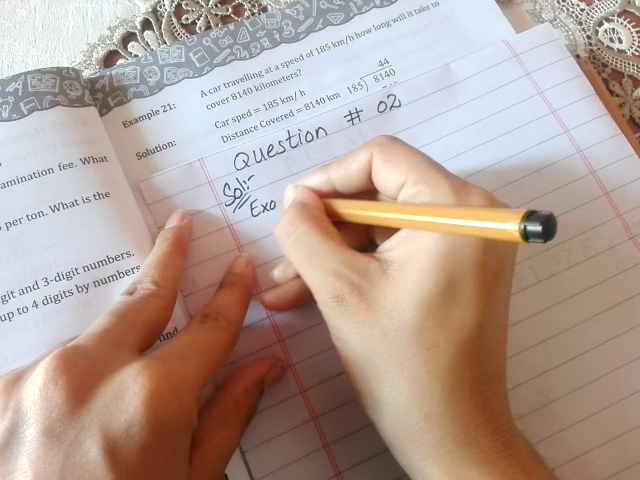 Example 21:
A car travelling at a speed of 185 km/h how long will it take to
cover 8140 kilometers?
Solution:
Car sped = 185 km/ h
Distance Covered = 8140 km
44
185 8140
Question # 02
Sol:-
Exa
amination fee. What
per ton. What is the
git and 3-digit numbers.
up to 4 digits by numbers